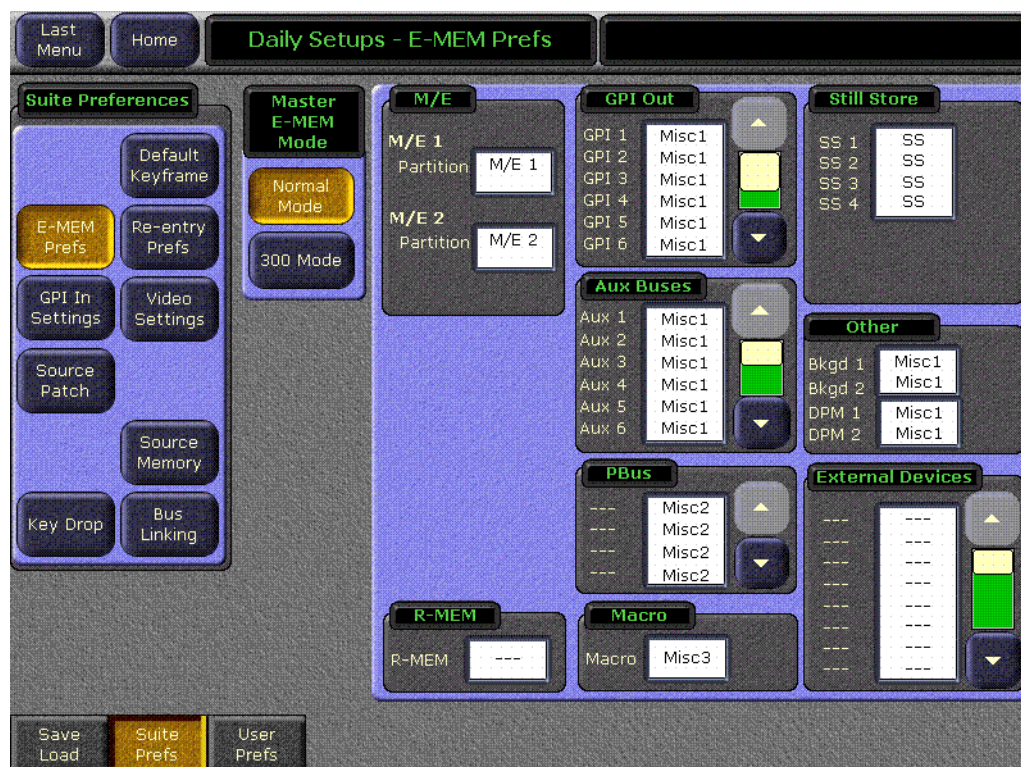 Last
Menu
Home
Daily Setups - E-MEM Prefs
Suite Preferences
Default
Keyframe
E-MEM
Prefs
Re-entry
Prefs
GPI In
Settings
Video
Settings
Source
Patch
Source
Memory
Key Drop
Bus
Linking
Master
E-MEM
Mode
Normal
Mode
300 Mode
M/E
M/E 1
Partition M/E 1
M/E 2
Partition M/E 2
GPI Out
GPI 1 Misc1
GPI 2 Misc1
GPI 3 Misc1
GPI 4 Misc1
GPI 5 Misc1
GPI 6 Misc1
Still Store
SS 1 SS
SS 2 SS
SS 3 SS
SS 4 SS
Aux Buses
Aux 1 Misc1
Aux 2 Misc1
Aux 3 Misc1
Aux 4 Misc1
Aux 5 Misc1
Aux 6 Misc1
Other
Bkgd 1 Misc1
Bkgd 2 Misc1
DPM 1 Misc1
DPM 2 Misc1
PBus
--- Misc2
--- Misc2
--- Misc2
--- Misc2
External Devices
--- ---
--- ---
--- ---
--- ---
--- ---
--- ---
--- ---
--- ---
R-MEM
R-MEM ---
Macro
Macro Misc3
Save
Load
Suite
Prefs
User
Prefs